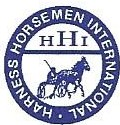 HARNESS HORSEMEN INTERNATIONAL •
HHI